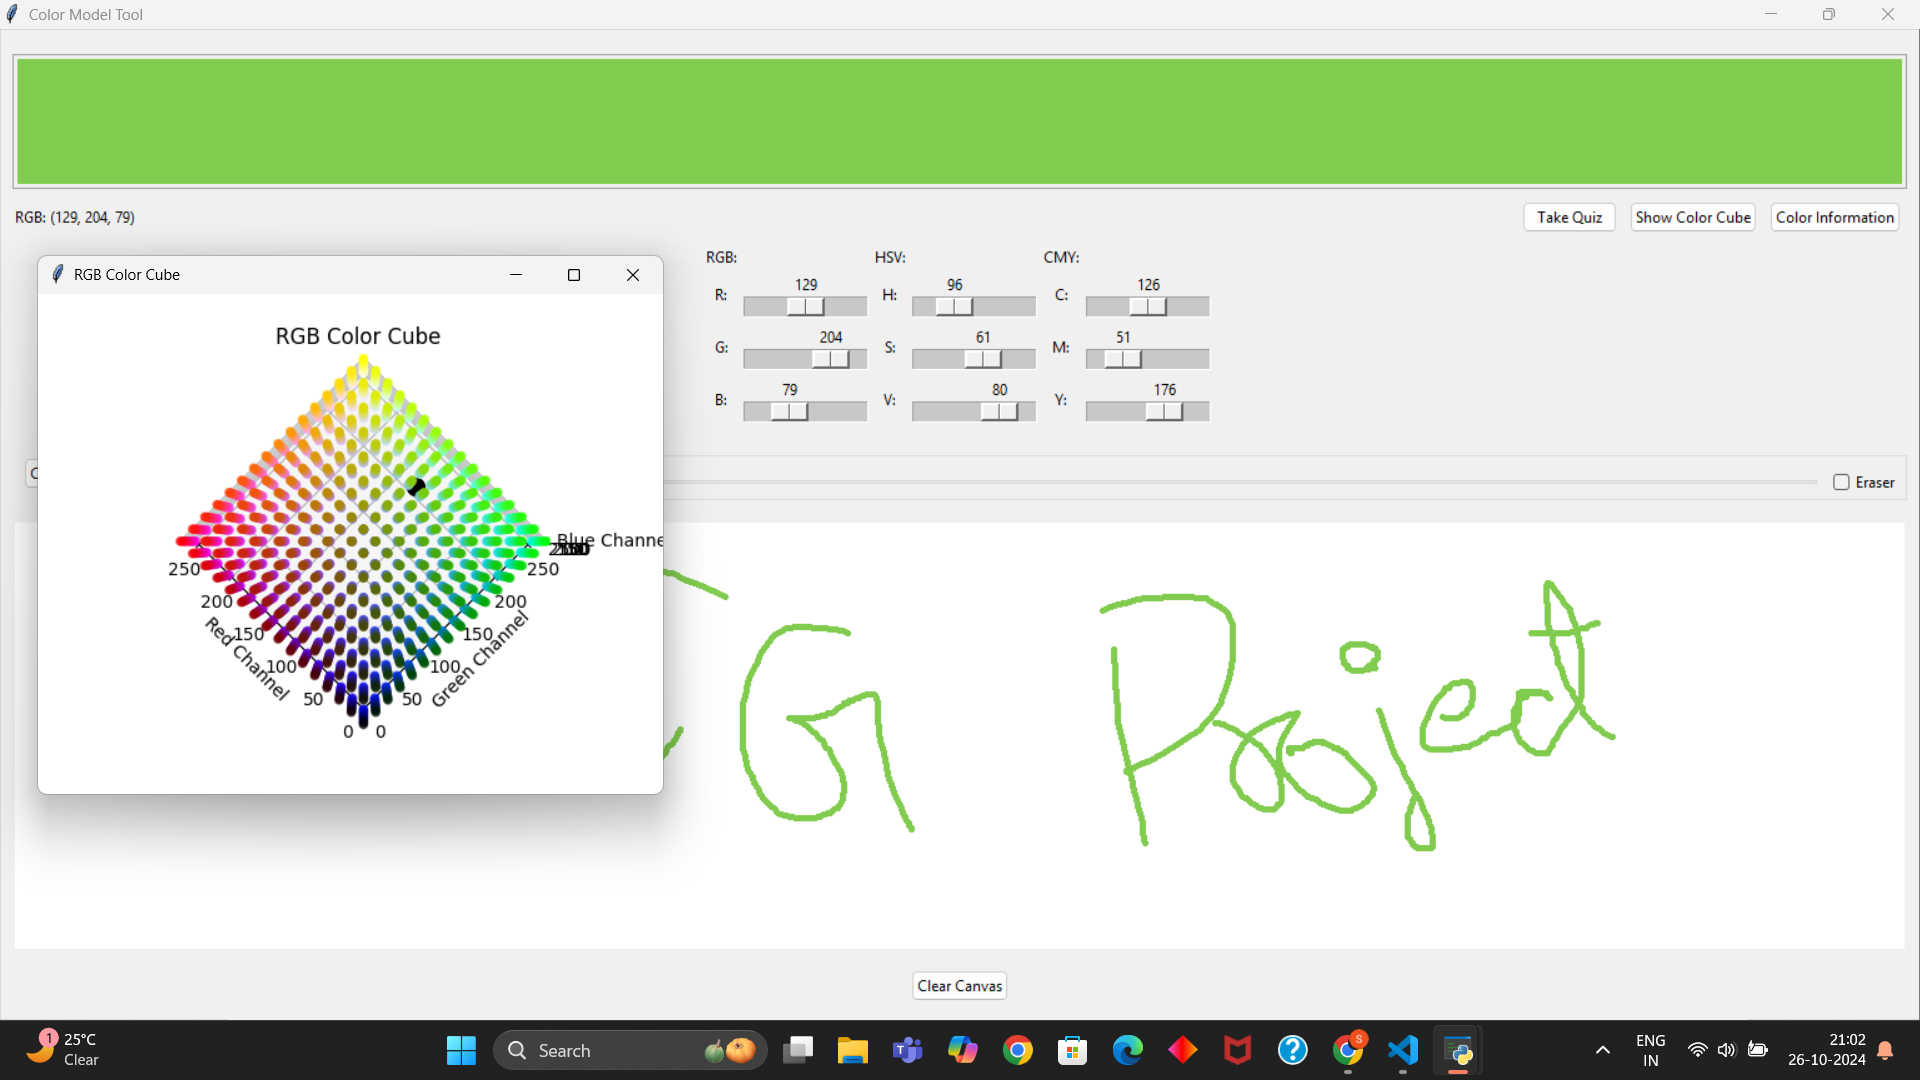 Color Model Tool
RGB: (129, 204, 79)
Take Quiz
Show Color Cube
Color Information
RGB Color Cube
RGB Color Cube
250
200
150
100
50
0
Red Channel
0
50
100
150
200
250
Green Channel
Blue Channe
RGB:
R: 129
G: 204
B: 79
HSV:
H: 96
S: 61
V: 80
CMY:
C: 126
M: 51
Y: 176
Eraser
G Project
Clear Canvas
1
25°C
Clear
Search
S
ENG
IN
21:02
26-10-2024